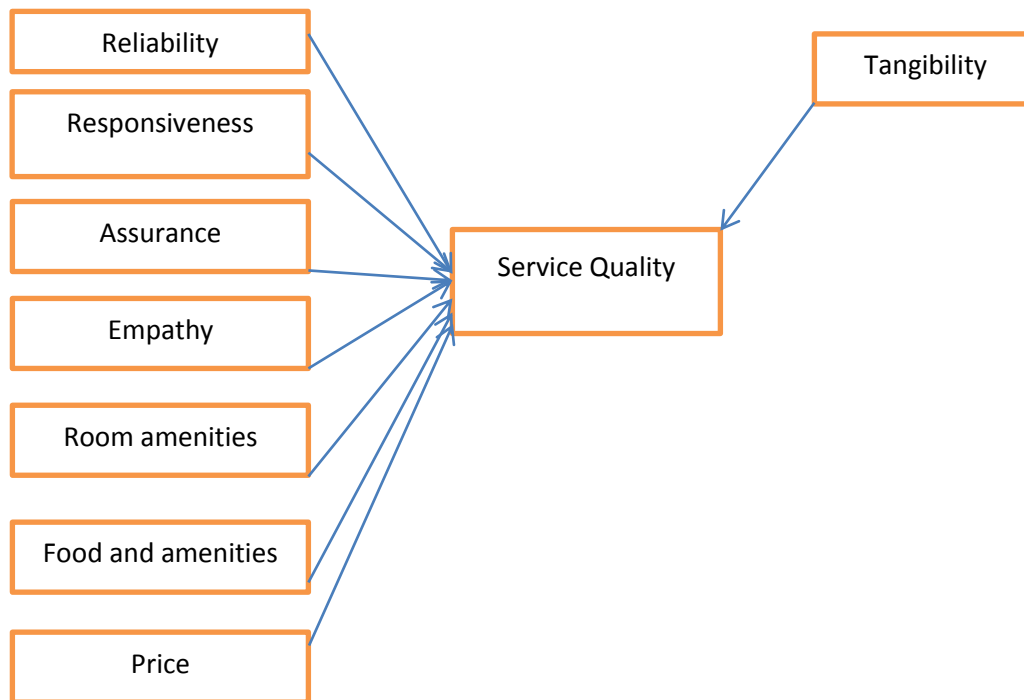 Reliability
Tangibility
Responsiveness
Assurance
Service Quality
Empathy
Room amenities
Food and amenities
Price